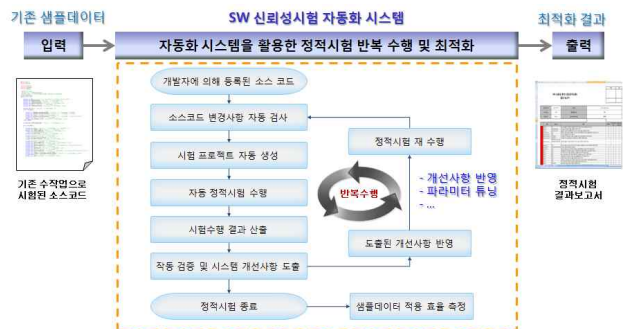 기존 샘플데이터
SW 신뢰성시험 자동화 시스템
최적화 결과
입력
자동화 시스템을 활용한 정적시험 반복 수행 및 최적화
출력
개발자에 의해 등록된 소스 코드
소스코드 변경사항 자동 검사
시험 프로젝트 자동 생성
자동 정적시험 수행
시험수행 결과 산출
작동 검증 및 시스템 개선사항 도출
정적시험 종료
샘플데이터 적용 효율 측정
정적시험 재 수행
반복수행
- 개선사항 반영
- 파라미터 튜닝
- ...
도출된 개선사항 반영
기존 수작업으로
시험된 소스코드
정적시험
결과보고서